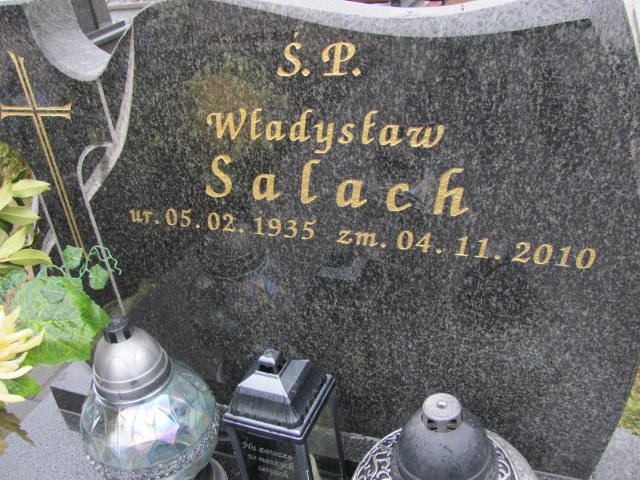 Ś.P.
Władysław
Salach
ur. 05. 02. 1935 zm. 04. 11. 2010
Na zawsze
w naszych
sercach